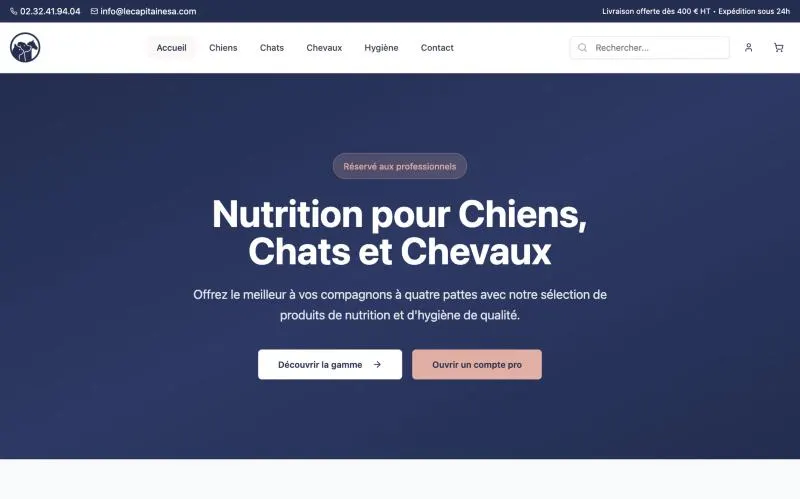 02.32.41.94.04 info@lecapitainesa.com Livraison offerte dès 400 € HT • Expédition sous 24h
Accueil Chiens Chats Chevaux Hygiène Contact Rechercher...
Réservé aux professionnels
Nutrition pour Chiens,
Chats et Chevaux
Offrez le meilleur à vos compagnons à quatre pattes avec notre sélection de
produits de nutrition et d'hygiène de qualité.
Découvrir la gamme → Ouvrir un compte pro